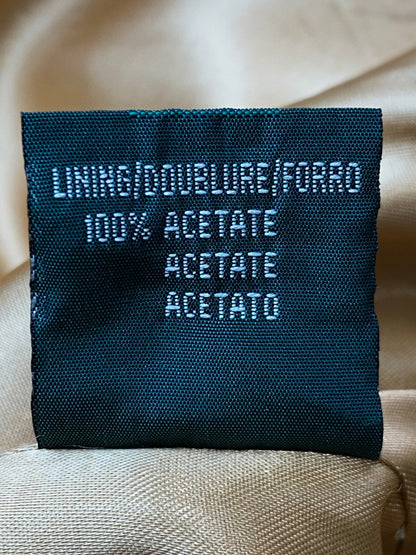 LINING/DOUBLURE/FORRO
100% ACETATE
ACETATE
ACETATO